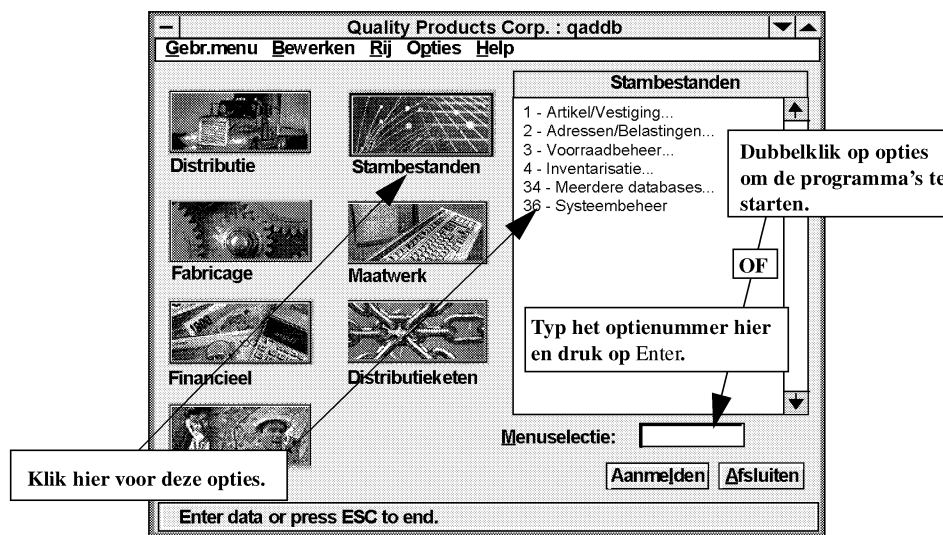 Quality Products Corp. : qaddb
Gebr.menu Bewerken Rij Opties Help
Distributie
Stambestanden
Fabricage
Maatwerk
Financieel
Distributieketen
Stambestanden
1 - Artikel/Vestiging...
2 - Adressen/Belastingen...
3 - Voorraadbeheer...
4 - Inventarisatie...
34 - Meerdere databases...
36 - Systeembeheer
Dubbelklik op opties
om de programma's te
starten.
OF
Typ het optienummer hier
en druk op Enter.
Menuselectie:
Klik hier voor deze opties.
Aanmelden Afsluiten
Enter data or press ESC to end.